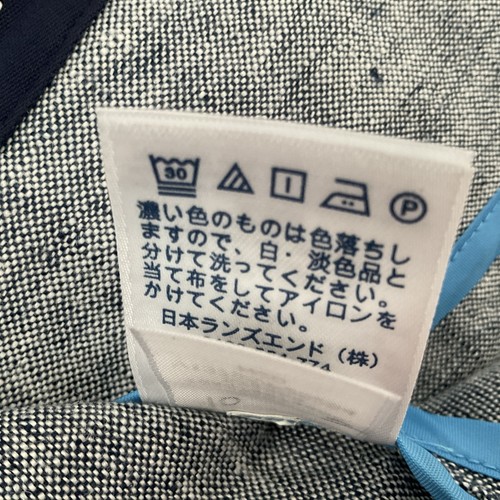 30 P
濃い色のものは色落ちし
ますので、白・淡色品と
分けて洗ってください。
当て布をしてアイロンを
かけてください。
日本ランズエンド（株）